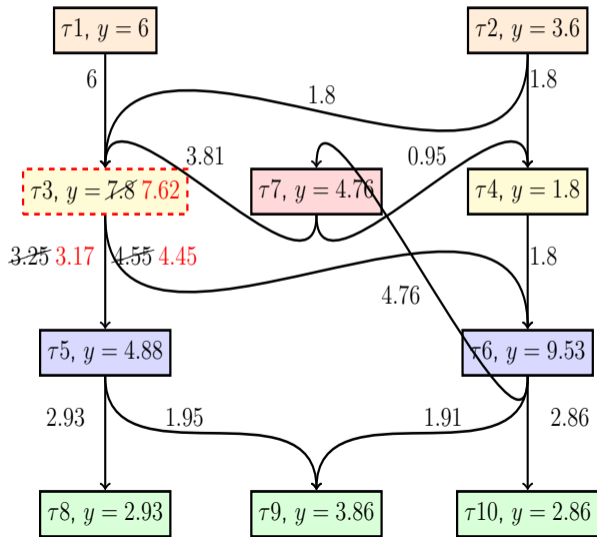 τ1, y = 6
τ2, y = 3.6
6
1.8
1.8
3.81
0.95
τ3, y = 7.8 7.62
τ7, y = 4.76
τ4, y = 1.8
3.25 3.17
4.55 4.45
1.8
4.76
τ5, y = 4.88
τ6, y = 9.53
2.93
1.95
1.91
2.86
τ8, y = 2.93
τ9, y = 3.86
τ10, y = 2.86